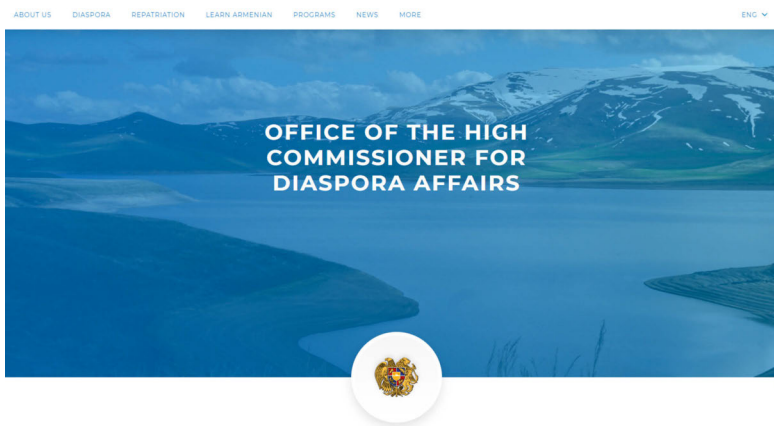 ABOUT US DIASPORA REPATRIATION LEARN ARMENIAN PROGRAMS NEWS MORE ENG
OFFICE OF THE HIGH
COMMISSIONER FOR
DIASPORA AFFAIRS